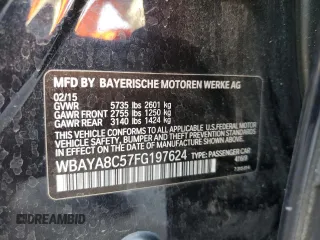 MFD BY BAYERISCHE MOTOREN WERKE AG
02/15
GVWR 5735 lbs 2601 kg
GAWR FRONT 2755 lbs 1250 kg
GAWR REAR 3140 lbs 1424 kg
THIS VEHICLE CONFORMS TO ALL APPLICABLE
U.S. FEDERAL MOTOR VEHICLE SAFETY,
BUMPER, AND THEFT PREVENTION
STANDARDS IN EFFECT ON THE DATE OF
MANUFACTURE SHOWN ABOVE.
WBAYA8C57FG197624 TYPE: PASSENGER CAR
DREAMBID